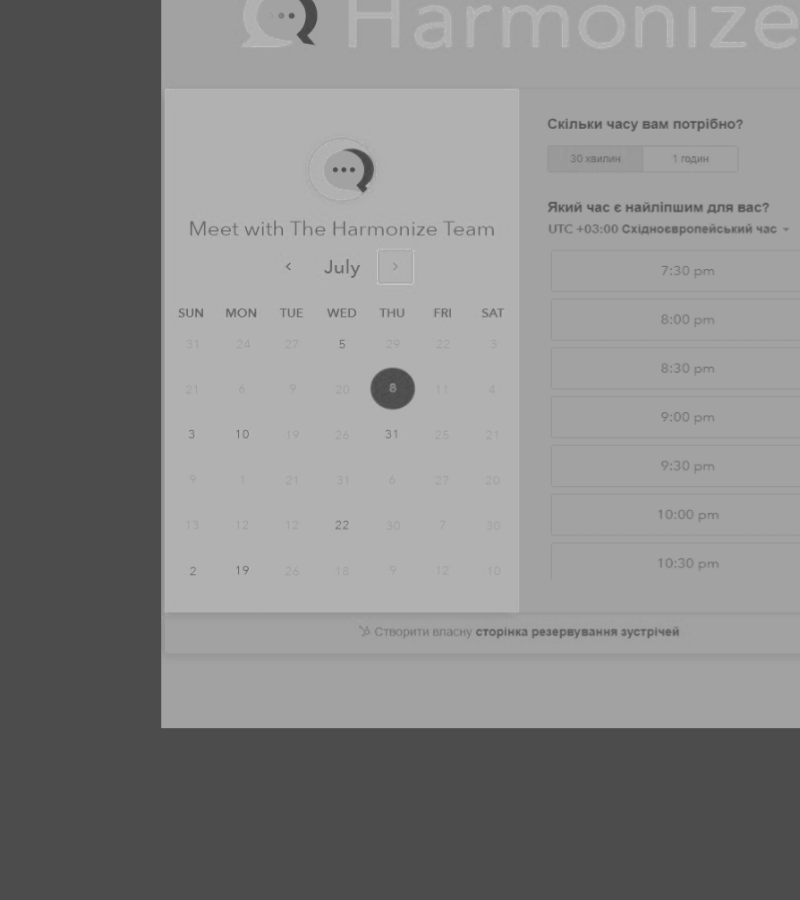 Harmonize
Meet with The Harmonize Team
July
SUN MON TUE WED THU FRI SAT
31 24 27 5 29 22 3
21 6 9 20 8 11 4
3 10 19 26 31 25 21
9 1 21 31 6 27 20
13 12 12 22 30 7 30
2 19 26 18 9 12 10
Скільки часу вам потрібно?
30 хвилин 1 годин
Який час є найліпшим для вас?
UTC +03:00 Східноєвропейський час
7:30 pm
8:00 pm
8:30 pm
9:00 pm
9:30 pm
10:00 pm
10:30 pm
Створити власну сторінка резервування зустрічей